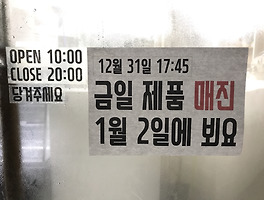 OPEN 10:00
CLOSE 20:00
당겨주세요
12월 31일 17:45
금일 제품 매진
1월 2일에 뵈요